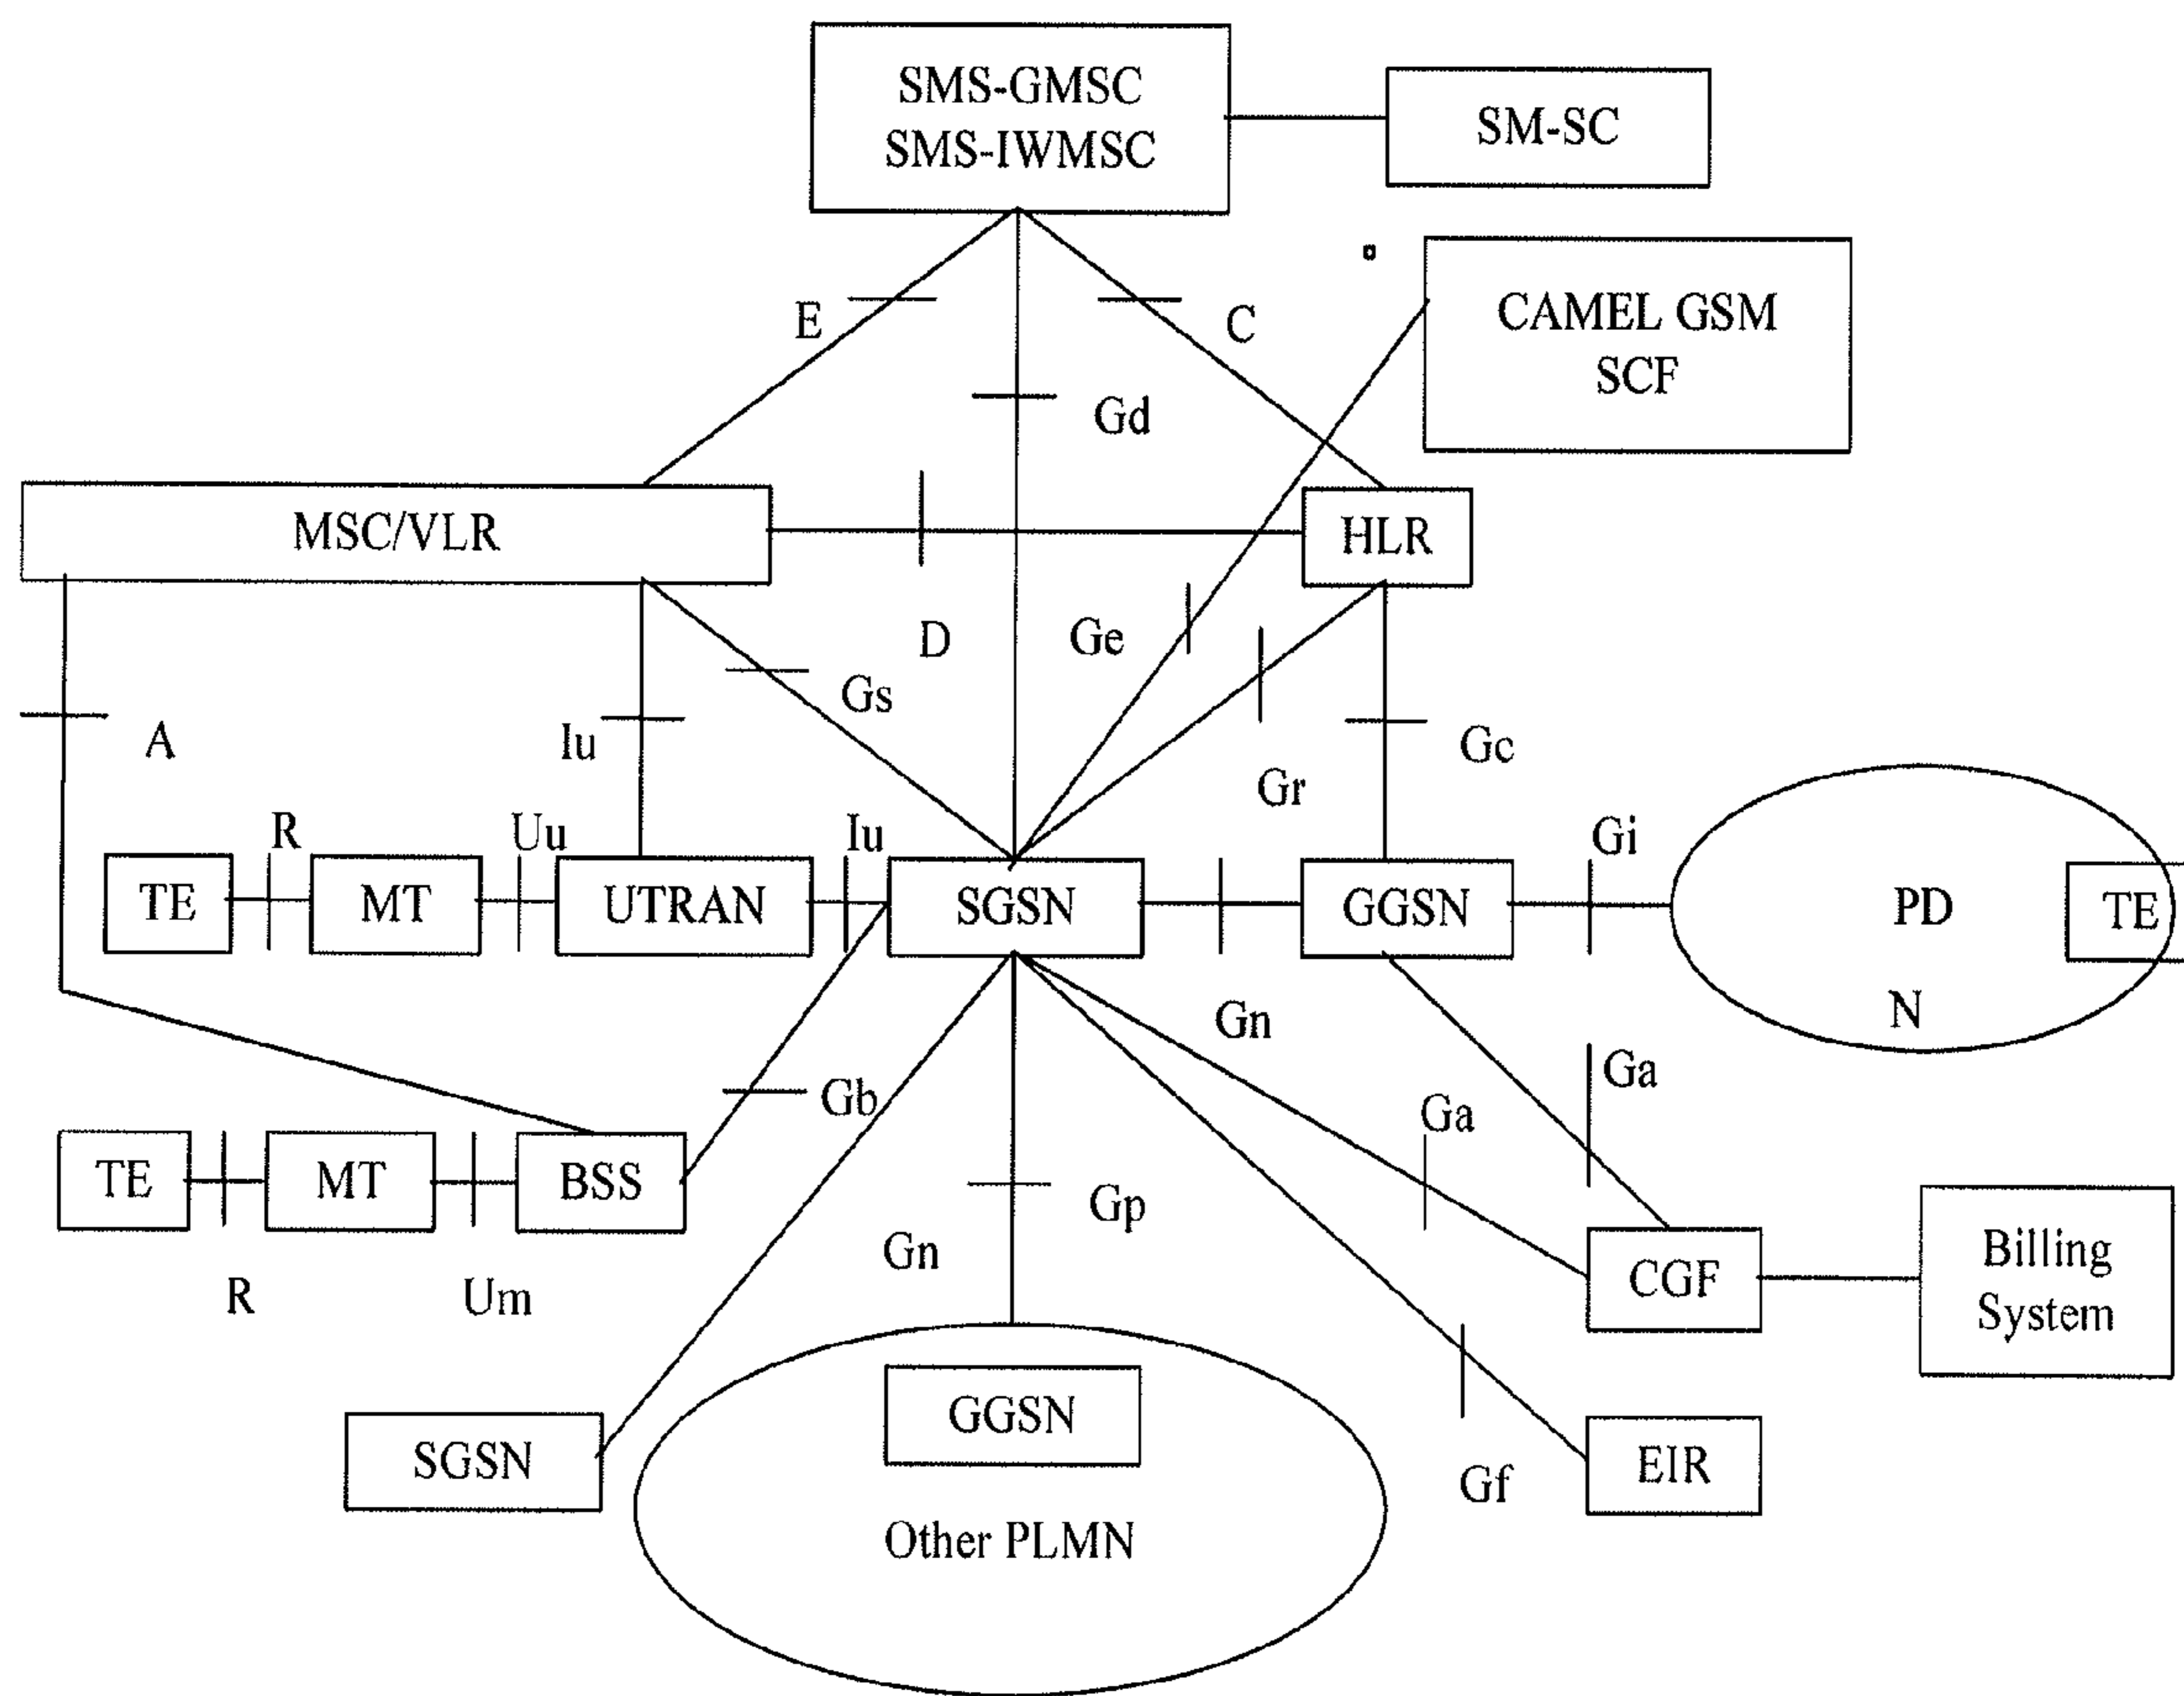 SMS-GMSC
SMS-IWMSC
SM-SC
CAMEL GSM
SCF
E
C
Gd
MSC/VLR
HLR
D
Ge
Gs
A
Iu
Gr
Gc
R
Uu
Iu
Gi
TE
MT
UTRAN
SGSN
GGSN
PD
N
TE
Gn
Ga
Gb
Ga
TE
MT
BSS
Gp
Gn
R
Um
CGF
Billing
System
SGSN
GGSN
Gf
EIR
Other PLMN